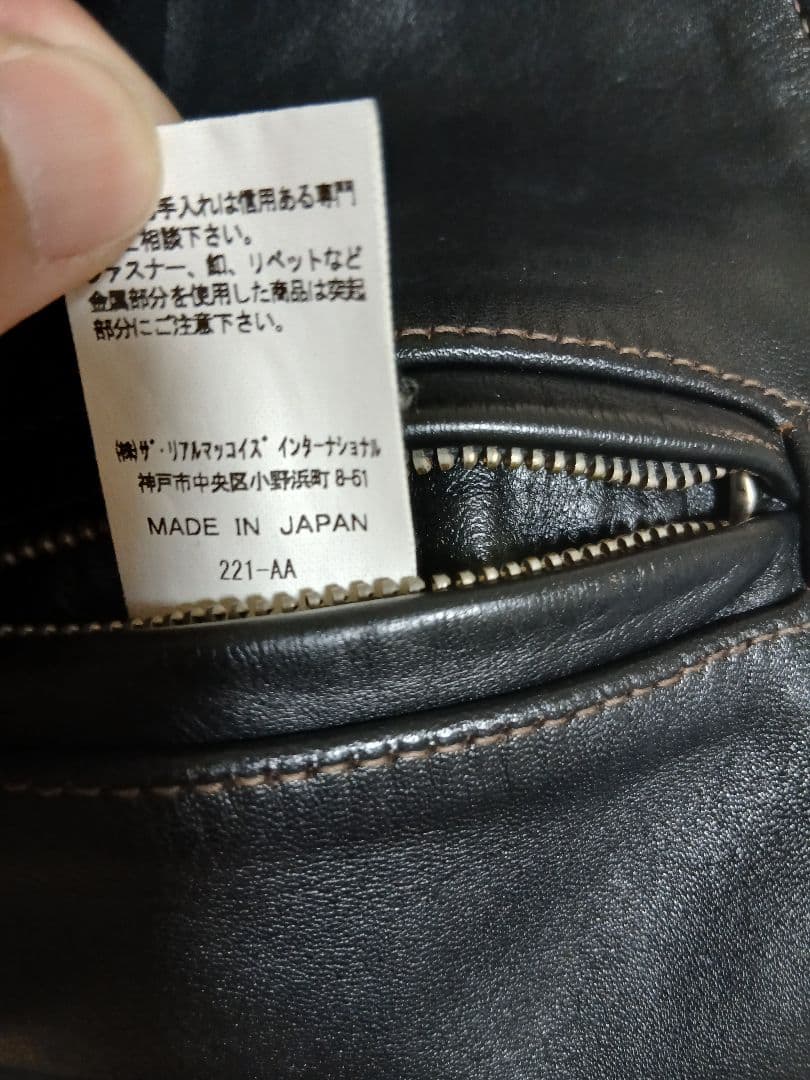 手入れは信用ある専門
相談下さい。
ァスナー、釦、リベットなど
金属部分を使用した商品は突起
部分にご注意下さい。
㈱ｻﾞ･リアルマッコイズ インターナショナル
神戸市中央区小野浜町 8-61
MADE IN JAPAN
221-AA